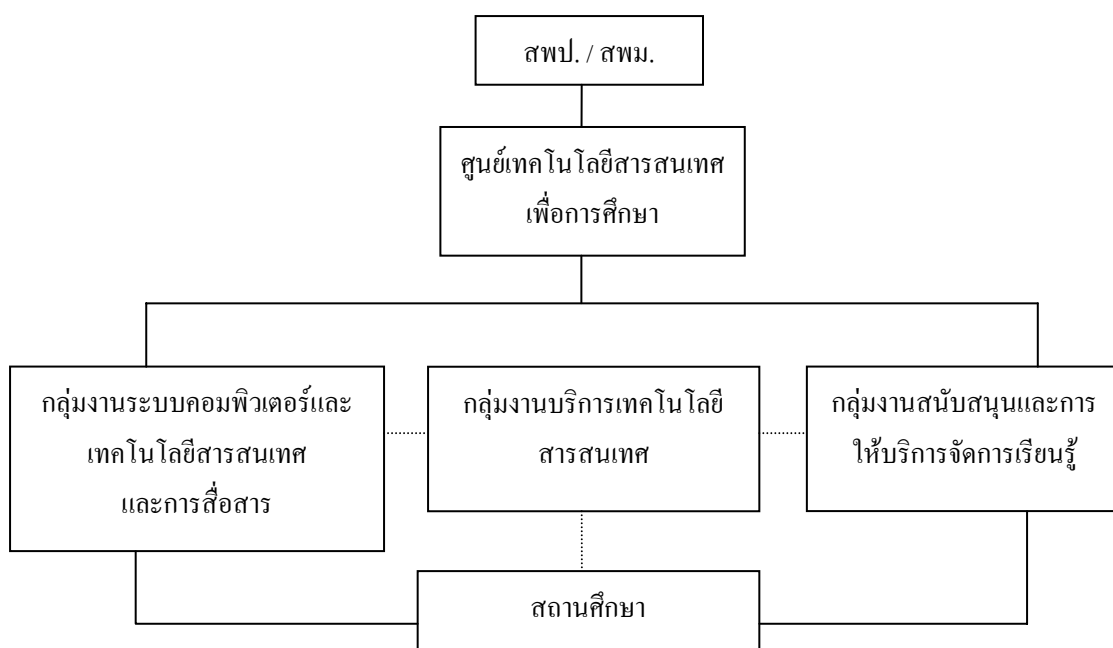 สพป. / สพม.
ศูนย์เทคโนโลยีสารสนเทศ
เพื่อการศึกษา
กลุ่มงานระบบคอมพิวเตอร์และ
เทคโนโลยีสารสนเทศ
และการสื่อสาร
กลุ่มงานบริการเทคโนโลยี
สารสนเทศ
กลุ่มงานสนับสนุนและการ
ให้บริการจัดการเรียนรู้
สถานศึกษา